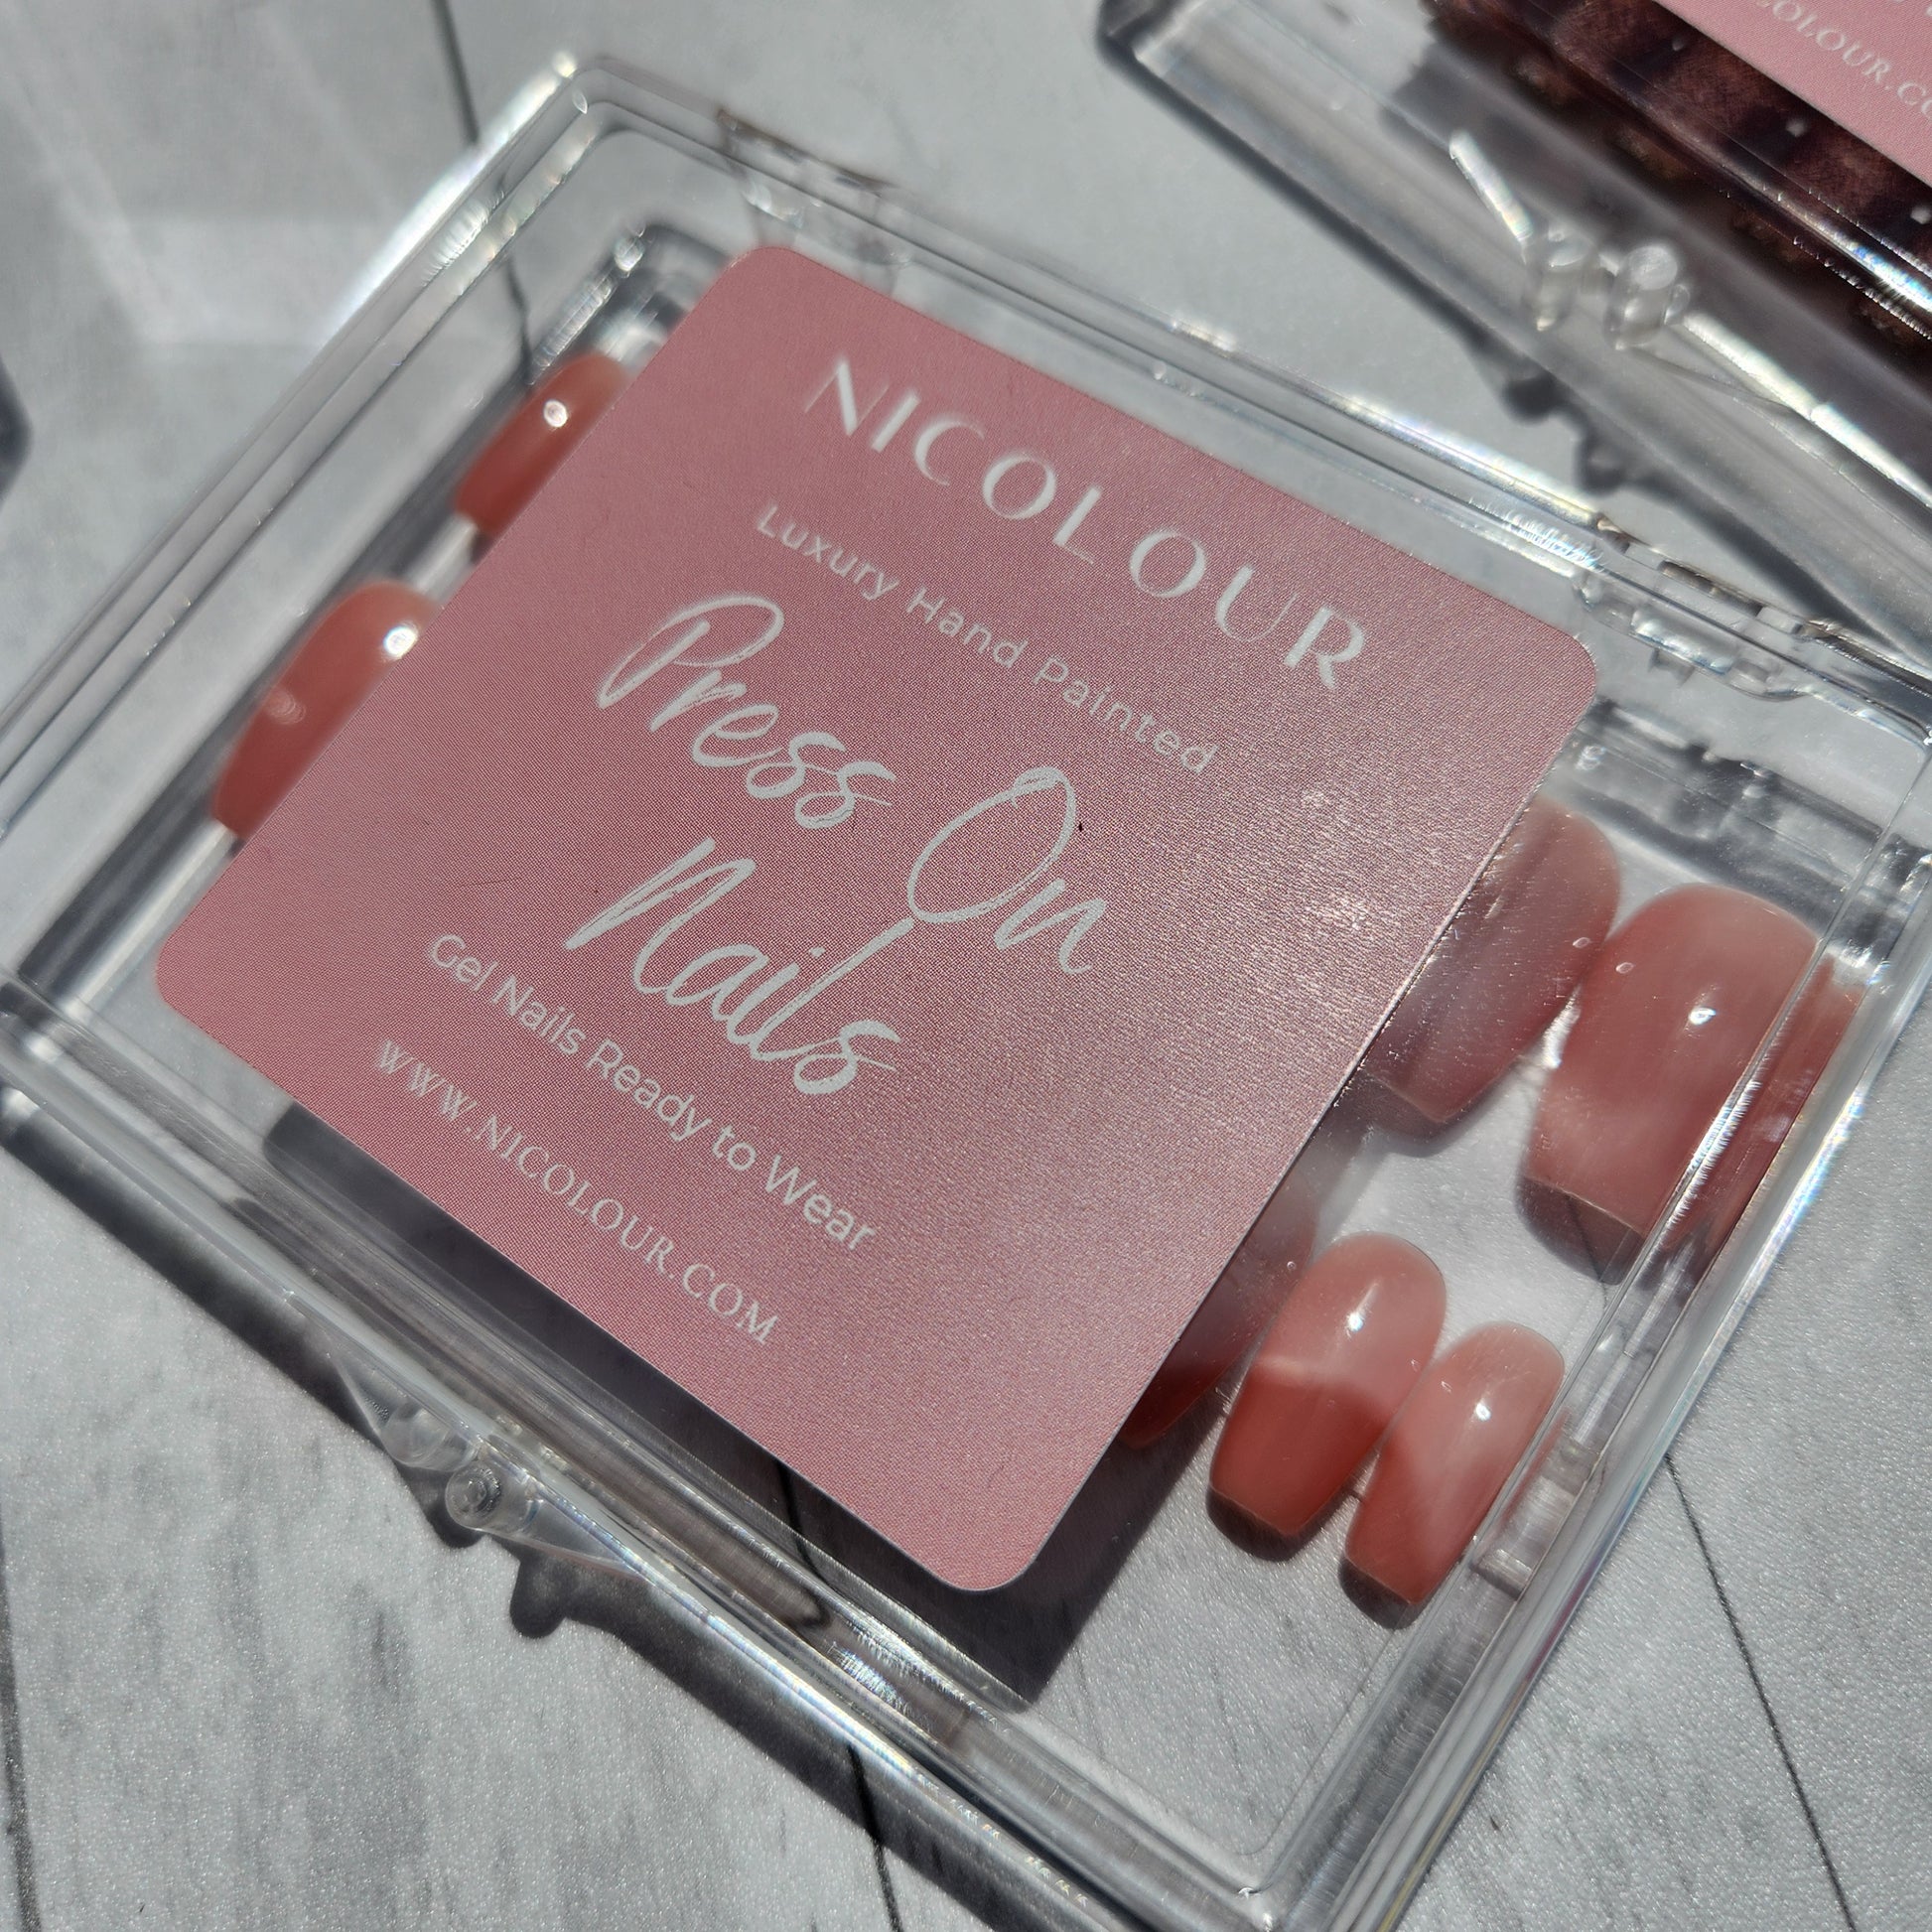 NICOLOUR
Luxury Hand Painted
Press On
Nails
Gel Nails Ready to Wear
WWW.NICOLOUR.COM